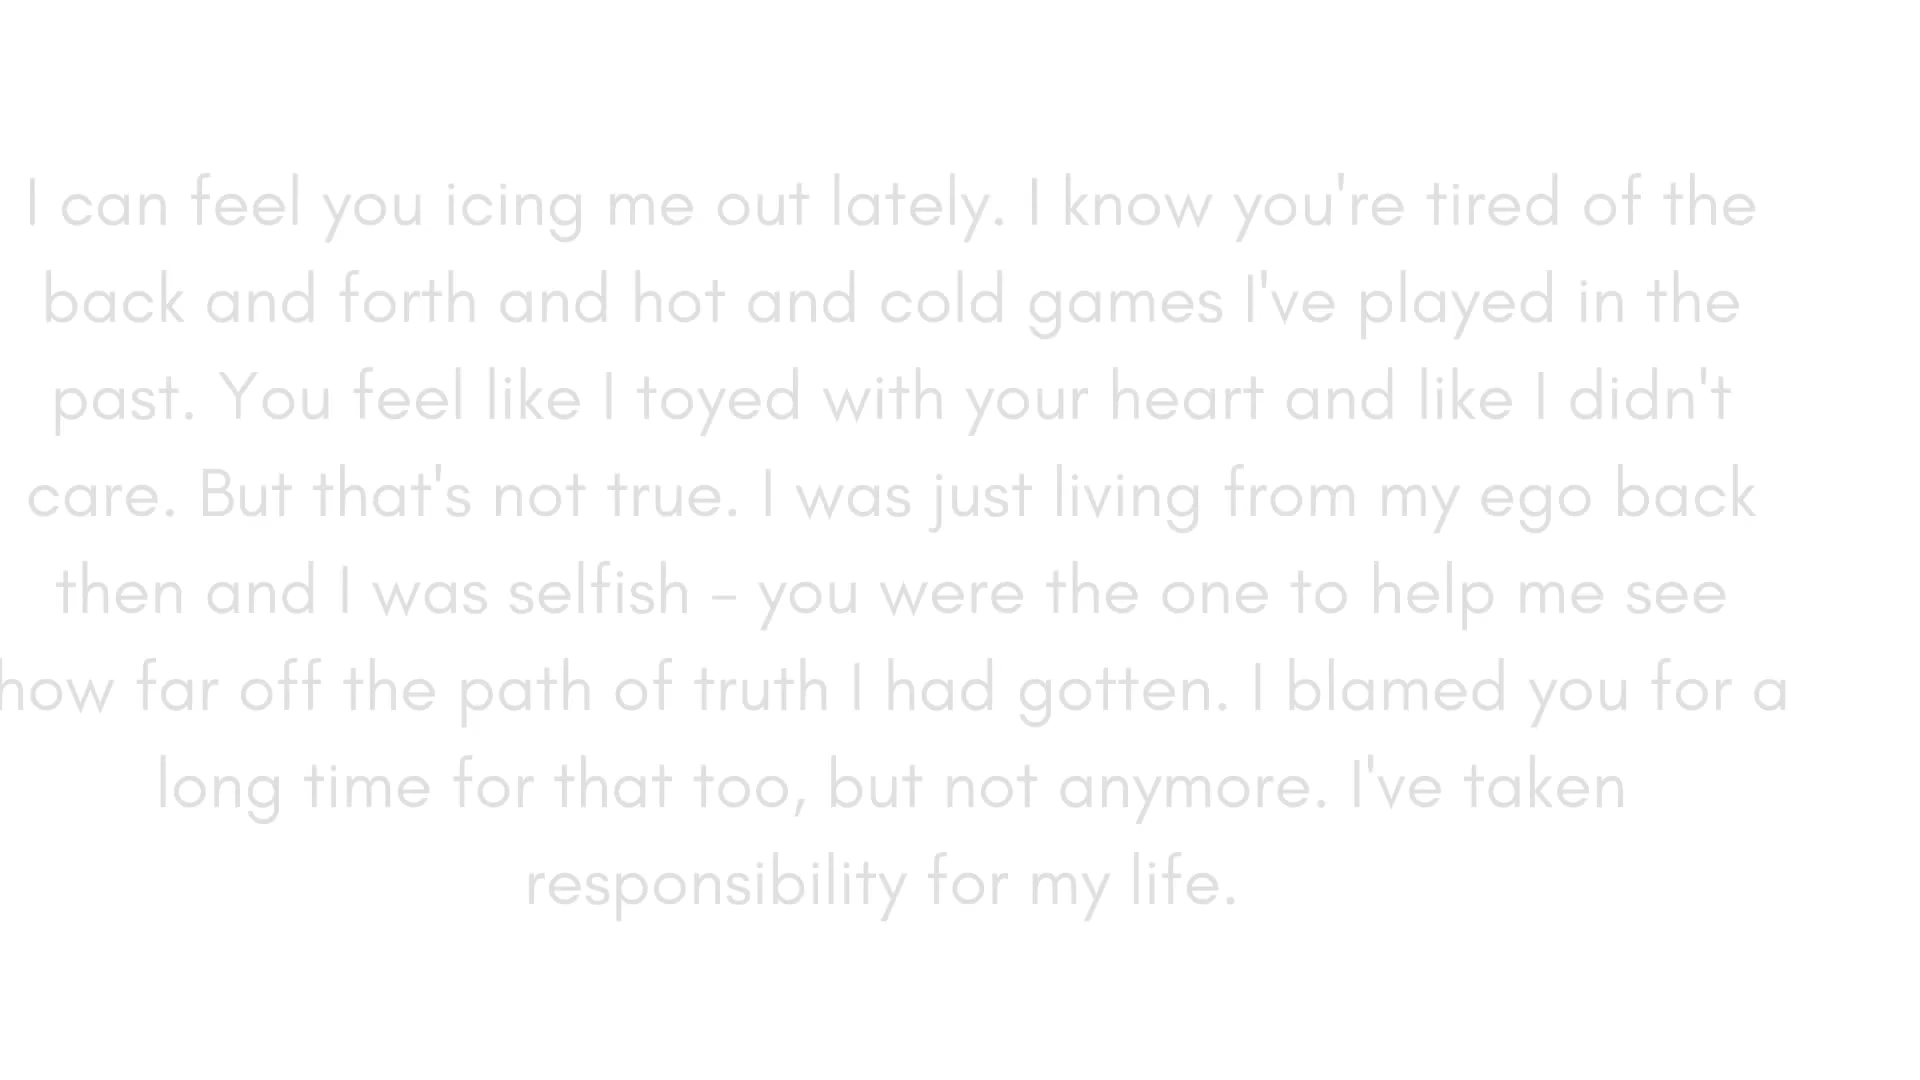 I can feel you icing me out lately. I know you're tired of the
back and forth and hot and cold games I've played in the
past. You feel like I toyed with your heart and like I didn't
care. But that's not true. I was just living from my ego back
then and I was selfish – you were the one to help me see
how far off the path of truth I had gotten. I blamed you for a
long time for that too, but not anymore. I've taken
responsibility for my life.